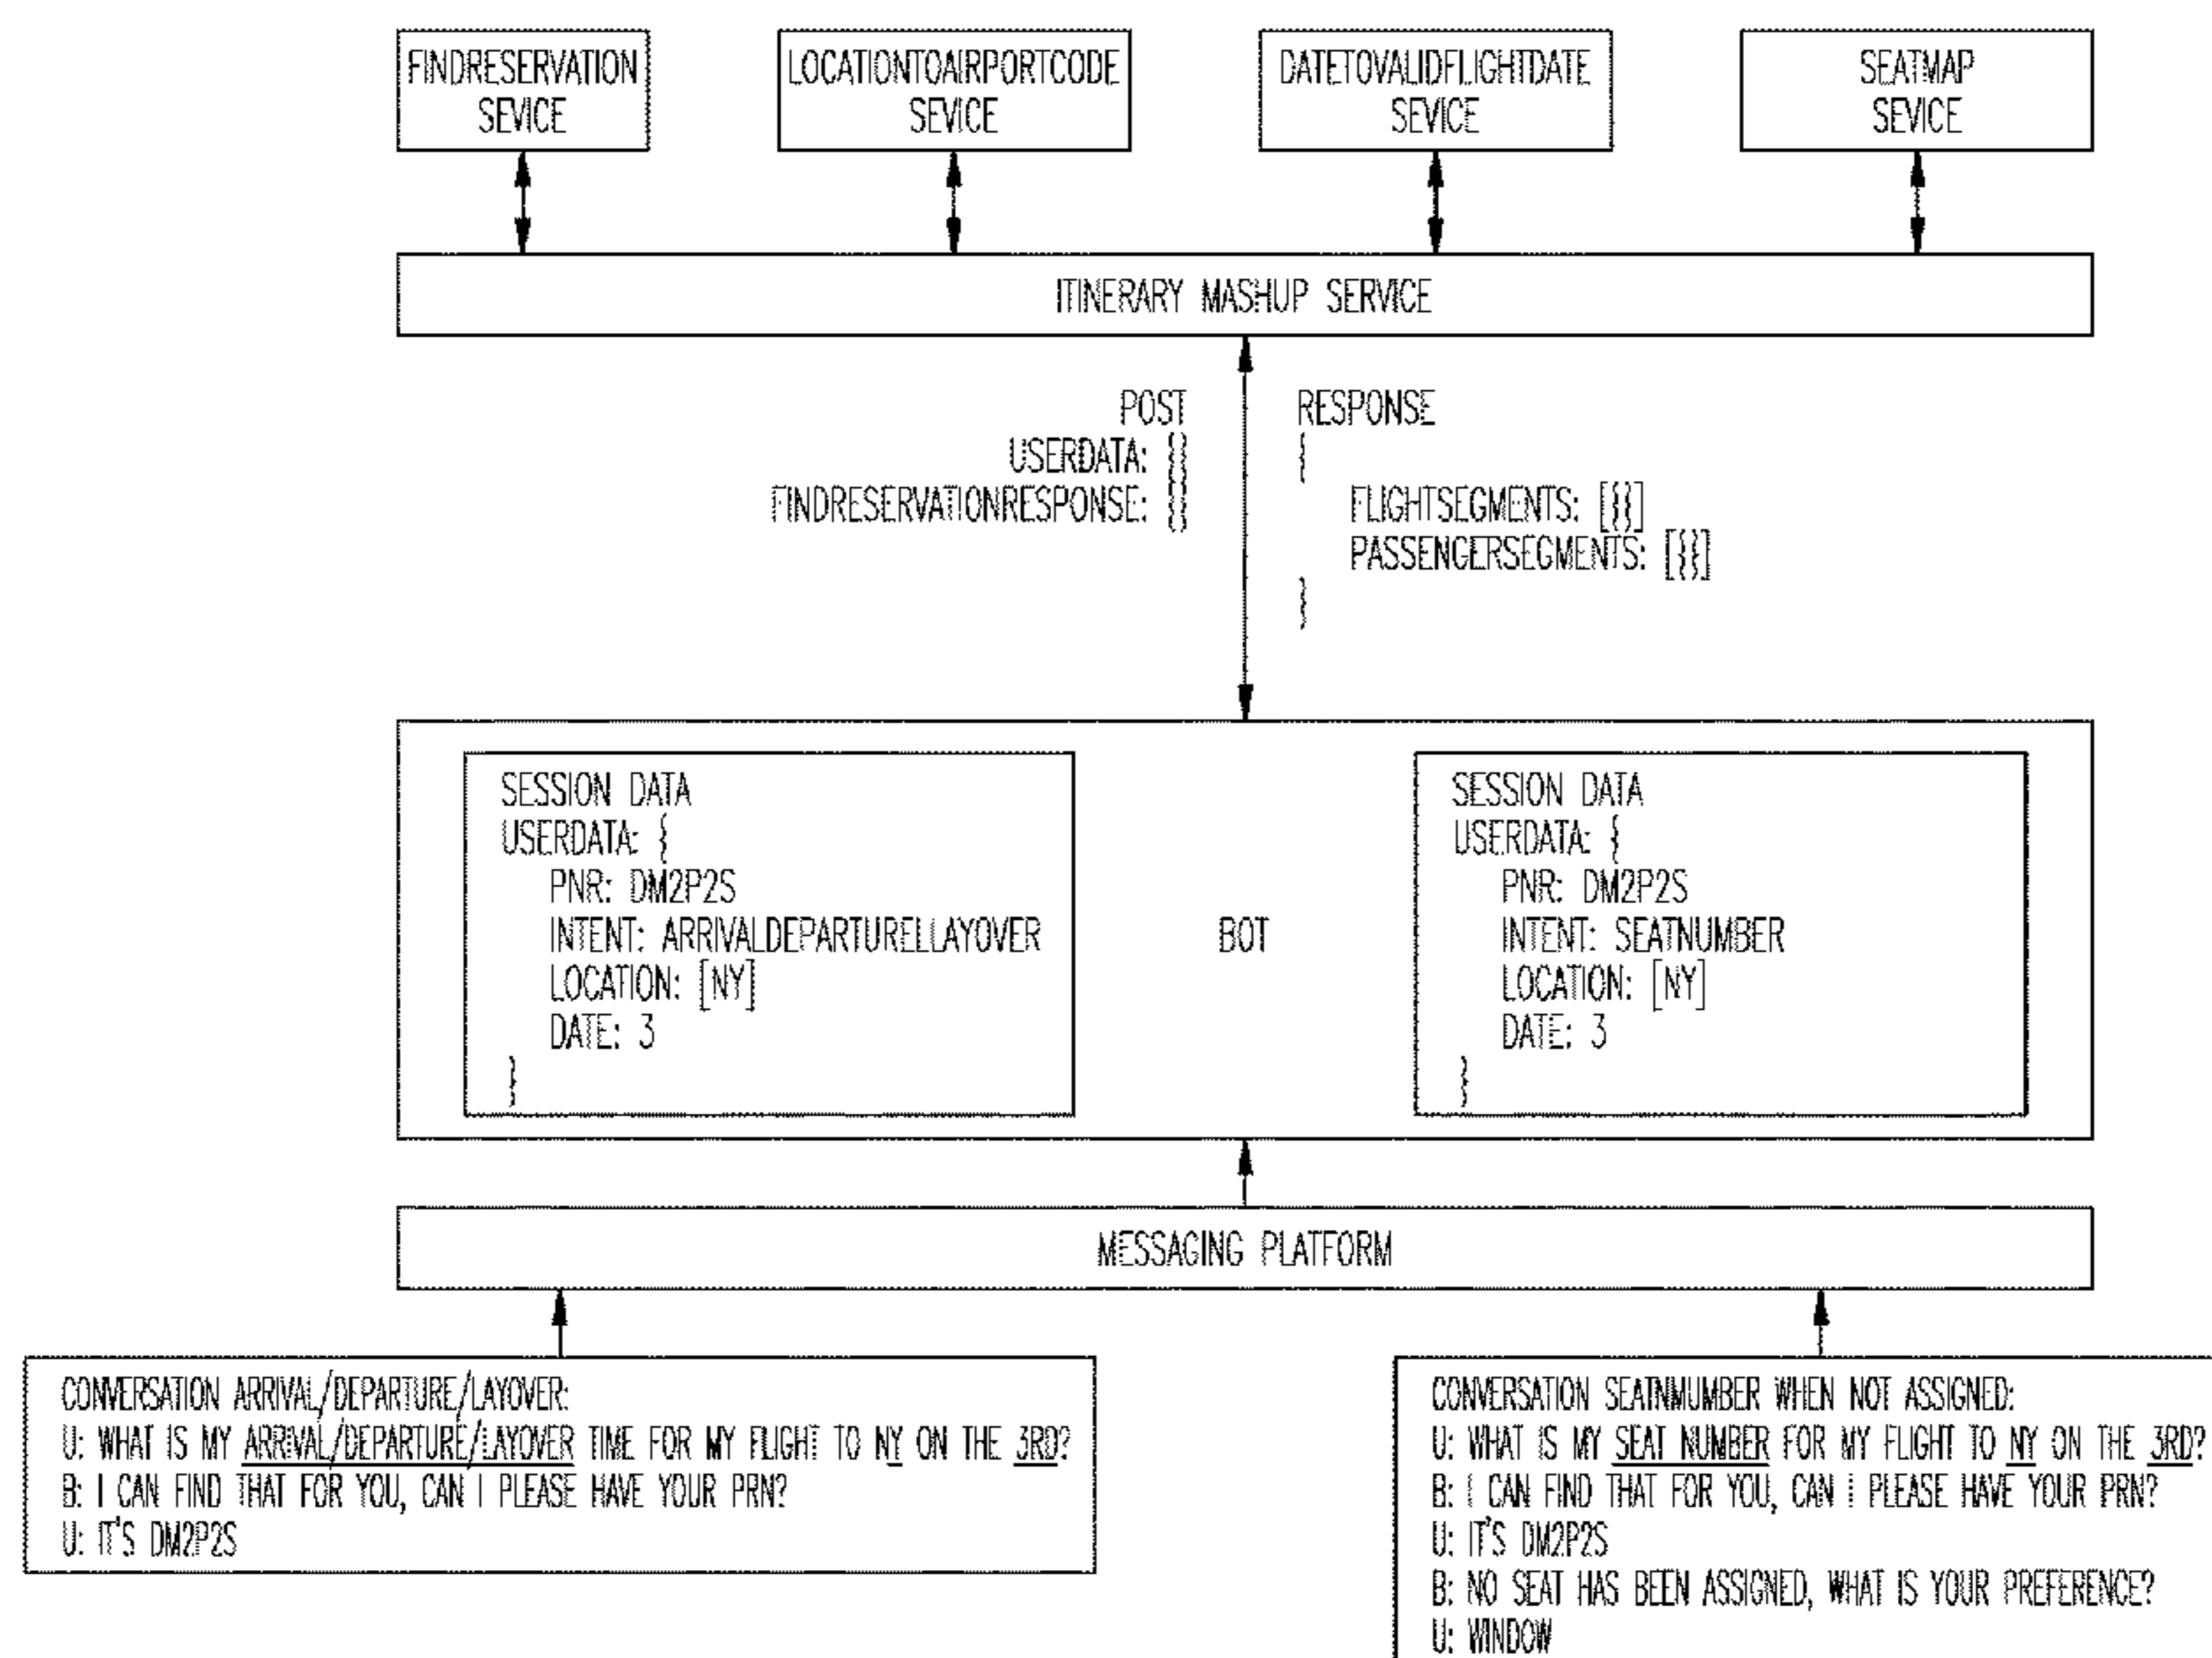 FINDRESERVATION
SEVICE
LOCATIONTOAIRPORTCODE
SEVICE
DATETOVALIDFLIGHTDATE
SEVICE
SEATMAP
SEVICE
ITINERARY MASHUP SERVICE
POST
USERDATA: {}
FINDRESERVATIONRESPONSE: {}
RESPONSE
{
FLIGHTSEGMENTS: [{}]
PASSENGERSEGMENTS: [{}]
}
SESSION DATA
USERDATA: {
PNR: DM2P2S
INTENT: ARRIVALDEPARTURELLAYOVER
LOCATION: [NY]
DATE: 3
}
BOT
SESSION DATA
USERDATA: {
PNR: DM2P2S
INTENT: SEATNUMBER
LOCATION: [NY]
DATE: 3
}
MESSAGING PLATFORM
CONVERSATION ARRIVAL/DEPARTURE/LAYOVER:
U: WHAT IS MY ARRIVAL/DEPARTURE/LAYOVER TIME FOR MY FLIGHT TO NY ON THE 3RD?
B: I CAN FIND THAT FOR YOU, CAN I PLEASE HAVE YOUR PRN?
U: IT'S DM2P2S
CONVERSATION SEATNMUMBER WHEN NOT ASSIGNED:
U: WHAT IS MY SEAT NUMBER FOR MY FLIGHT TO NY ON THE 3RD?
B: I CAN FIND THAT FOR YOU, CAN I PLEASE HAVE YOUR PRN?
U: IT'S DM2P2S
B: NO SEAT HAS BEEN ASSIGNED, WHAT IS YOUR PREFERENCE?
U: WINDOW